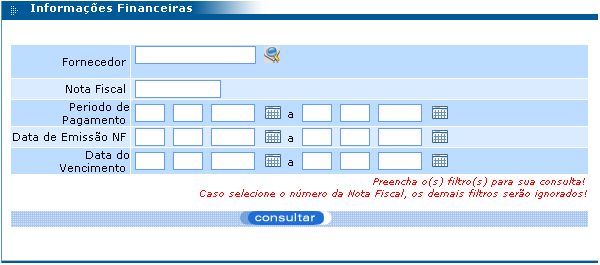 Informações Financeiras
Fornecedor
Nota Fiscal
Periodo de
Pagamento
a
Data de Emissão NF
a
Data do
Vencimento
a
Preencha o(s) filtro(s) para sua consulta!
Caso selecione o número da Nota Fiscal, os demais filtros serão ignorados!
consultar